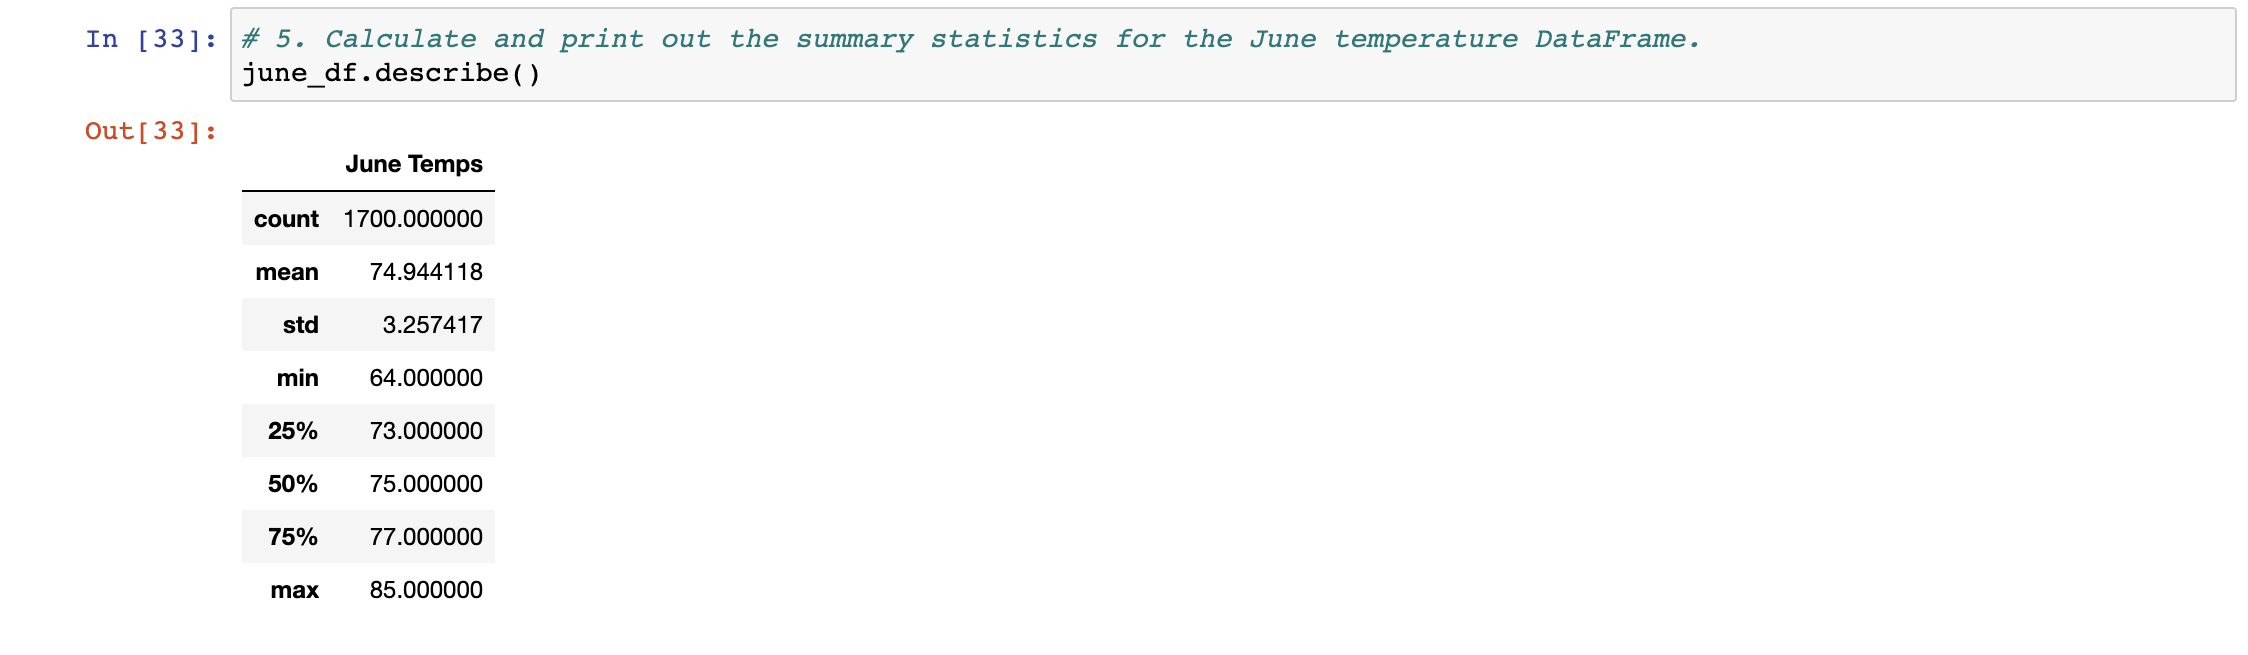 In [33]: # 5. Calculate and print out the summary statistics for the June temperature DataFrame.
june_df.describe()
Out[33]:
June Temps
count 1700.000000
mean 74.944118
std 3.257417
min 64.000000
25% 73.000000
50% 75.000000
75% 77.000000
max 85.000000